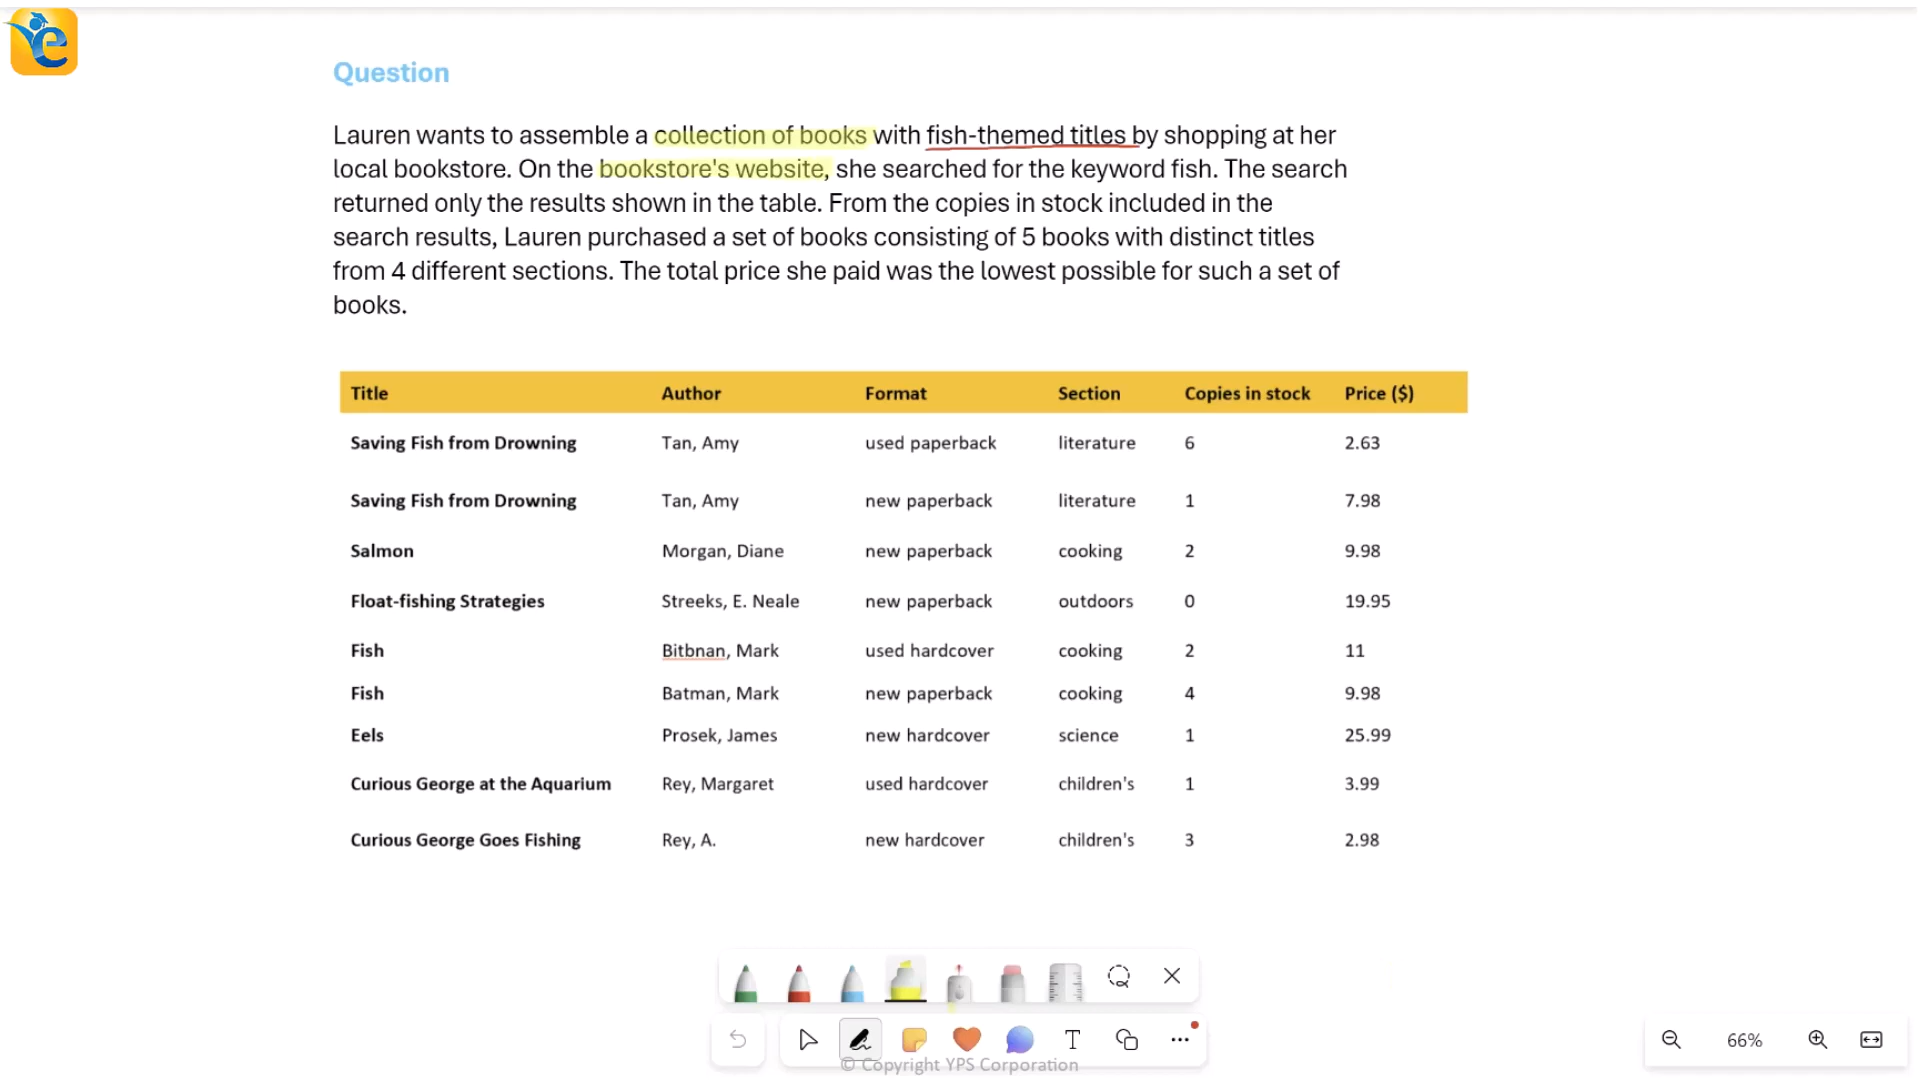 Question
Lauren wants to assemble a collection of books with fish-themed titles by shopping at her
local bookstore. On the bookstore's website, she searched for the keyword fish. The search
returned only the results shown in the table. From the copies in stock included in the
search results, Lauren purchased a set of books consisting of 5 books with distinct titles
from 4 different sections. The total price she paid was the lowest possible for such a set of
books.
Title Author Format Section Copies in stock Price ($)
Saving Fish from Drowning Tan, Amy used paperback literature 6 2.63
Saving Fish from Drowning Tan, Amy new paperback literature 1 7.98
Salmon Morgan, Diane new paperback cooking 2 9.98
Float-fishing Strategies Streeks, E. Neale new paperback outdoors 0 19.95
Fish Bitbnan, Mark used hardcover cooking 2 11
Fish Batman, Mark new paperback cooking 4 9.98
Eels Prosek, James new hardcover science 1 25.99
Curious George at the Aquarium Rey, Margaret used hardcover children's 1 3.99
Curious George Goes Fishing Rey, A. new hardcover children's 3 2.98
66%
© Copyright YPS Corporation